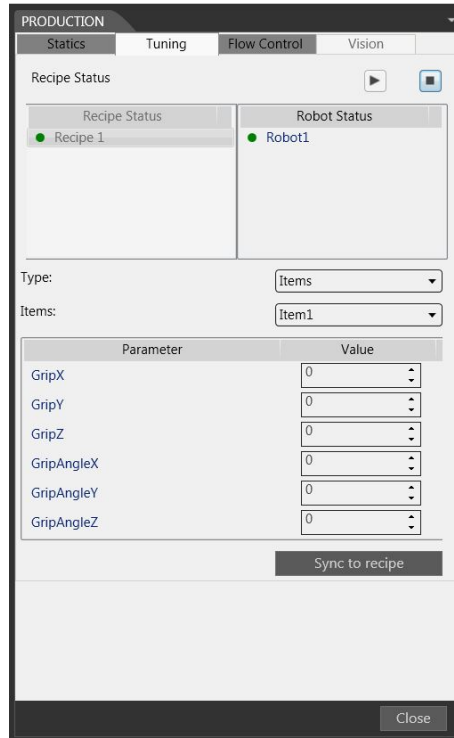 PRODUCTION
Statics Tuning Flow Control Vision
Recipe Status
Recipe Status Robot Status
Recipe 1 Robot1
Type: Items
Items: Item1
Parameter Value
GripX 0
GripY 0
GripZ 0
GripAngleX 0
GripAngleY 0
GripAngleZ 0
Sync to recipe
Close